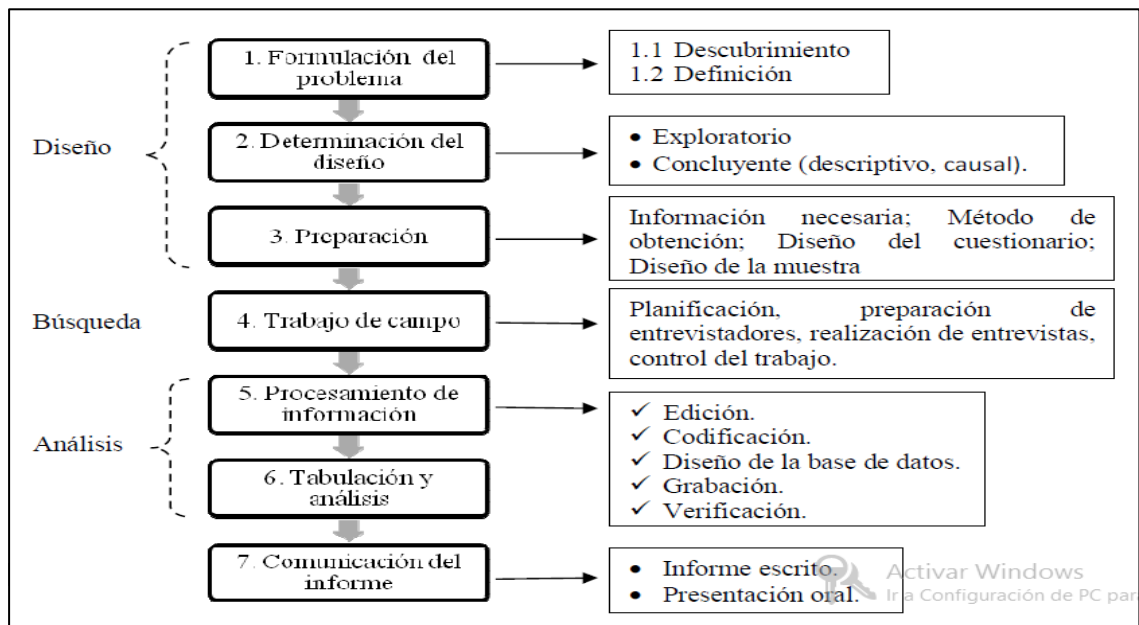 1. Formulación del
problema
1.1 Descubrimiento
1.2 Definición
Diseño
2. Determinación del
diseño
• Exploratorio
• Concluyente (descriptivo, causal).
3. Preparación
Información necesaria; Método de
obtención; Diseño del cuestionario;
Diseño de la muestra
Búsqueda
4. Trabajo de campo
Planificación, preparación de
entrevistadores, realización de entrevistas,
control del trabajo.
Análisis
5. Procesamiento de
información
✓ Edición.
✓ Codificación.
✓ Diseño de la base de datos.
✓ Grabación.
✓ Verificación.
6. Tabulación y
análisis
7. Comunicación del
informe
• Informe escrito.
• Presentación oral.
Activar Windows
Ir a Configuración de PC par